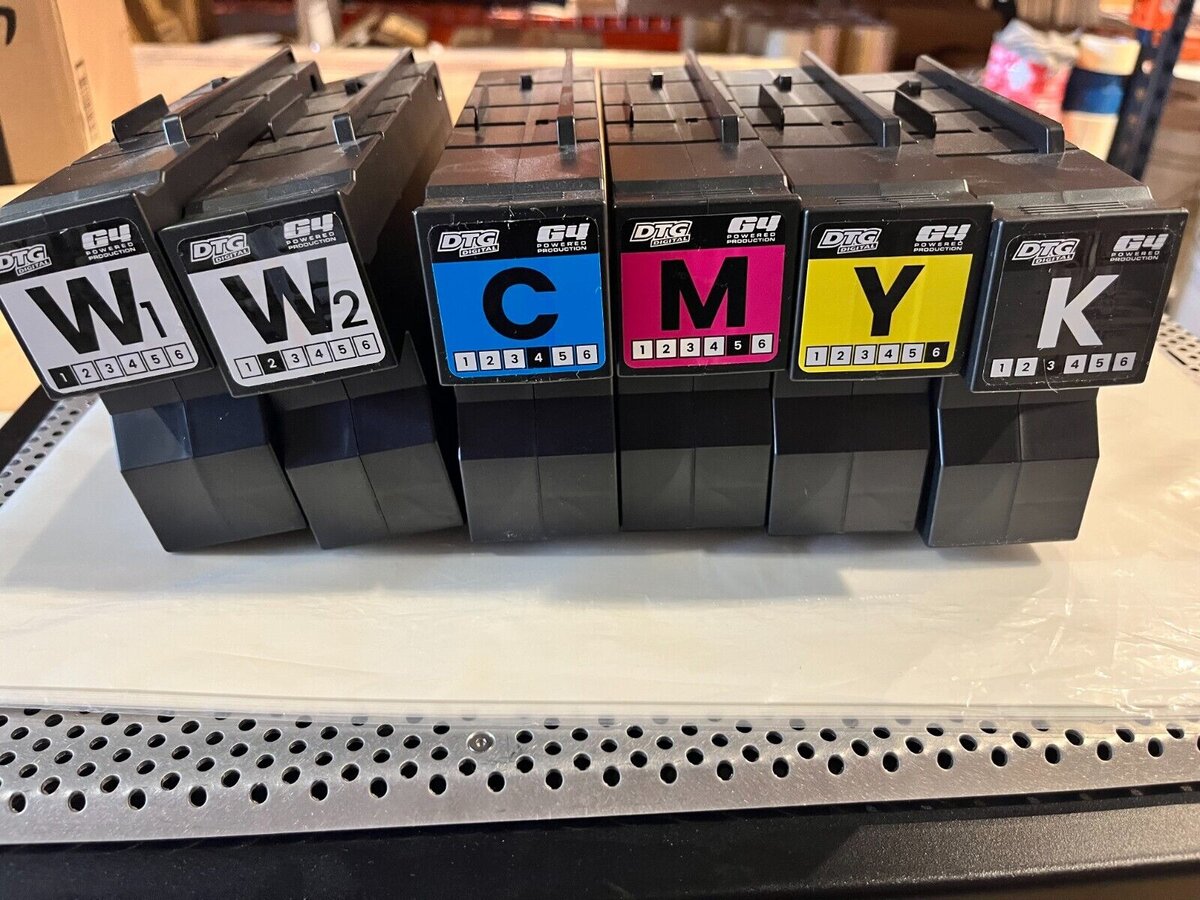 DTG
DIGITAL
G4
POWERED
PRODUCTION
W1
1 2 3 4 5 6
DTG
DIGITAL
G4
POWERED
PRODUCTION
W2
1 2 3 4 5 6
DTG
DIGITAL
G4
POWERED
PRODUCTION
C
1 2 3 4 5 6
DTG
DIGITAL
G4
POWERED
PRODUCTION
M
1 2 3 4 5 6
DTG
DIGITAL
G4
POWERED
PRODUCTION
Y
1 2 3 4 5 6
DTG
DIGITAL
G4
POWERED
PRODUCTION
K
1 2 3 4 5 6